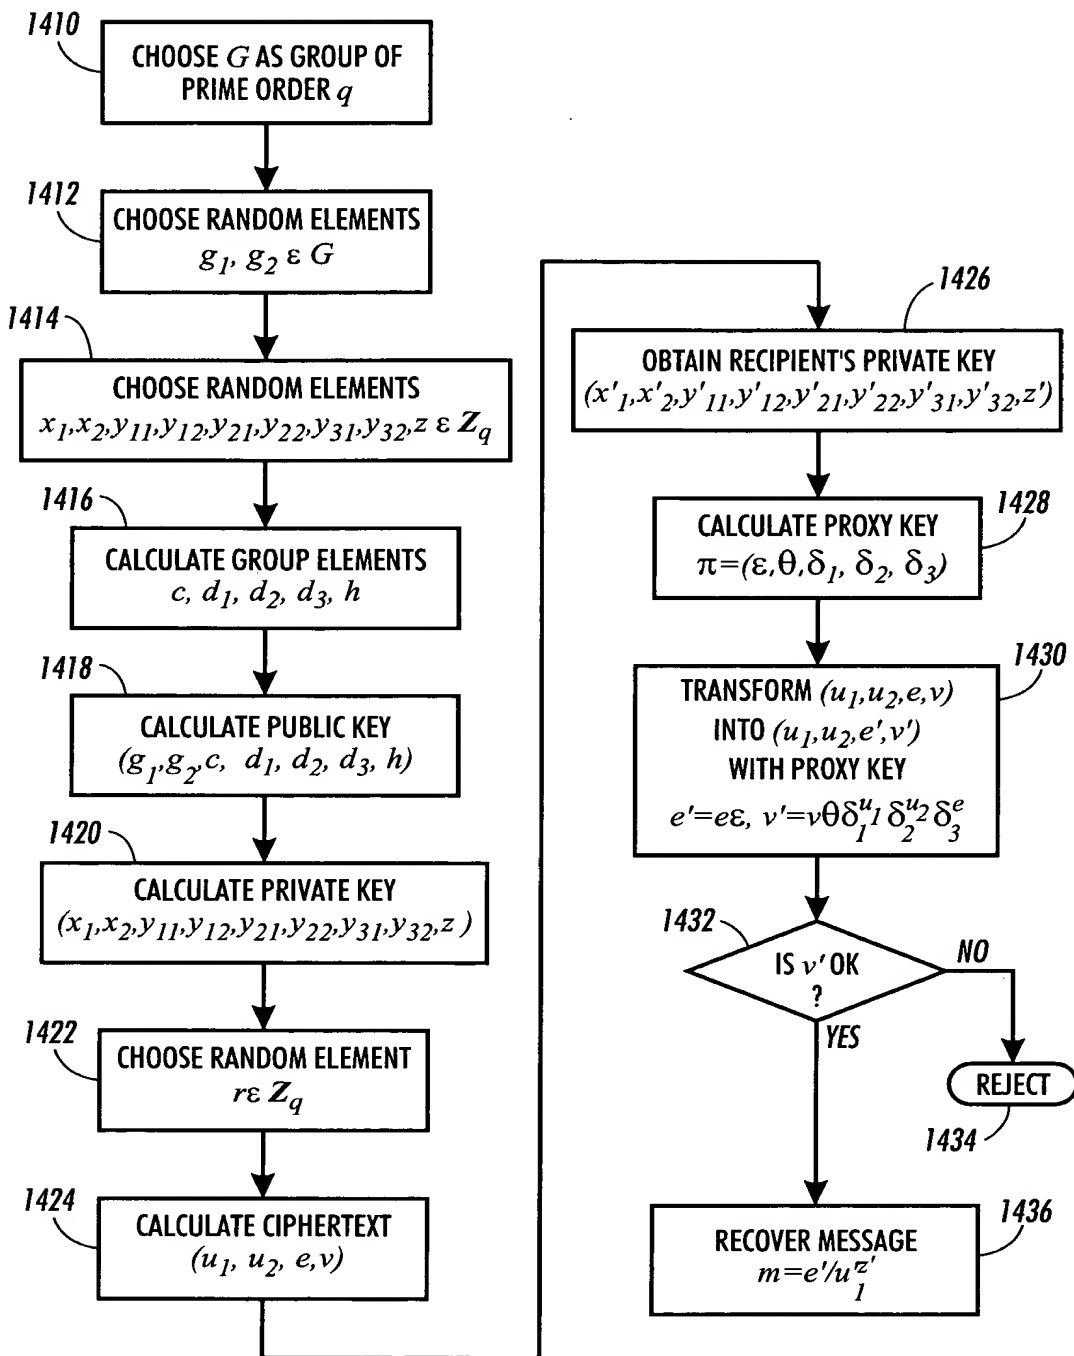 1410
CHOOSE G AS GROUP OF
PRIME ORDER q
1412
CHOOSE RANDOM ELEMENTS
g₁, g₂ ε G
1414
CHOOSE RANDOM ELEMENTS
x₁,x₂,y₁₁,y₁₂,y₂₁,y₂₂,y₃₁,y₃₂,z ε Z_q
1416
CALCULATE GROUP ELEMENTS
c, d₁, d₂, d₃, h
1418
CALCULATE PUBLIC KEY
(g₁,g₂,c, d₁, d₂, d₃, h)
1420
CALCULATE PRIVATE KEY
(x₁,x₂,y₁₁,y₁₂,y₂₁,y₂₂,y₃₁,y₃₂,z )
1422
CHOOSE RANDOM ELEMENT
rε Z_q
1424
CALCULATE CIPHERTEXT
(u₁, u₂, e,v)
1426
OBTAIN RECIPIENT'S PRIVATE KEY
(x'₁,x'₂,y'₁₁,y'₁₂,y'₂₁,y'₂₂,y'₃₁,y'₃₂,z')
1428
CALCULATE PROXY KEY
π=(ε,θ,δ₁, δ₂, δ₃)
1430
TRANSFORM (u₁,u₂,e,v)
INTO (u₁,u₂,e',v')
WITH PROXY KEY
e'=eε, v'=vθδ₁^u₁ δ₂^u₂ δ₃^e
1432
IS v' OK
?
NO
YES
REJECT
1434
1436
RECOVER MESSAGE
m=e'/u₁^z'